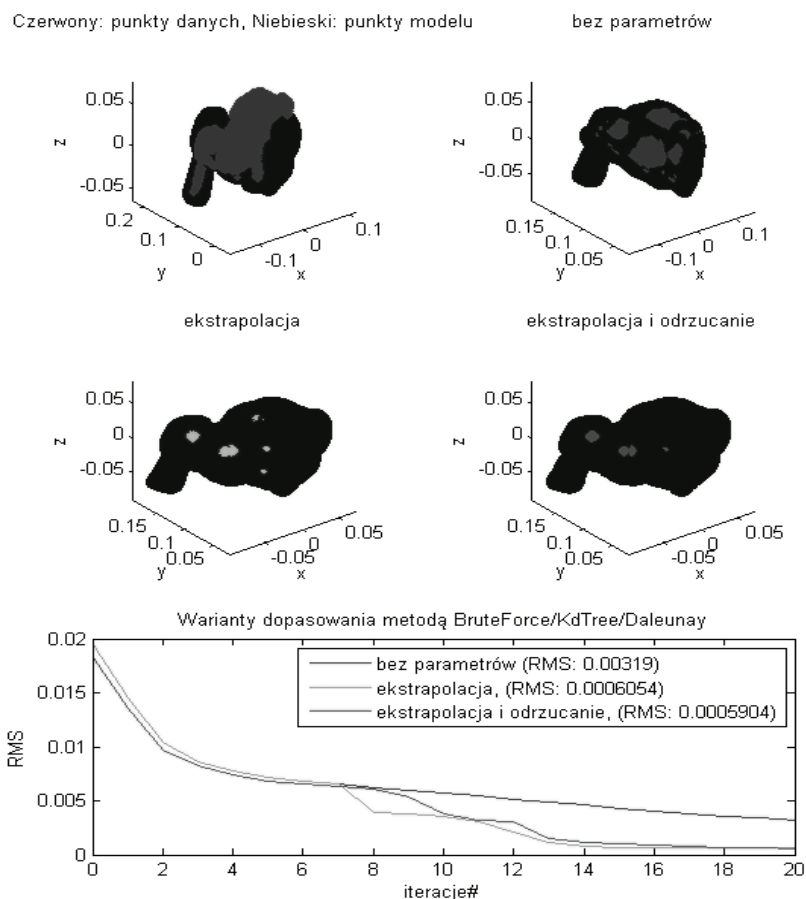 Czerwony: punkty danych, Niebieski: punkty modelu
bez parametrów
0.05
0
-0.05
z
0.2
0.1
0
y
-0.1
0
0.1
x
0.05
0
-0.05
z
0.15
0.1
0.05
y
-0.1
0
0.1
x
ekstrapolacja
ekstrapolacja i odrzucanie
0.05
0
-0.05
z
0.15
0.1
0.05
y
-0.05
0
0.05
x
0.05
0
-0.05
z
0.15
0.1
0.05
y
-0.05
0
0.05
x
Warianty dopasowania metodą BruteForce/KdTree/Daleunay
0.02
0.015
0.01
0.005
0
RMS
bez parametrów (RMS: 0.00319)
ekstrapolacja, (RMS: 0.0006054)
ekstrapolacja i odrzucanie, (RMS: 0.0005904)
0 2 4 6 8 10 12 14 16 18 20
iteracje#